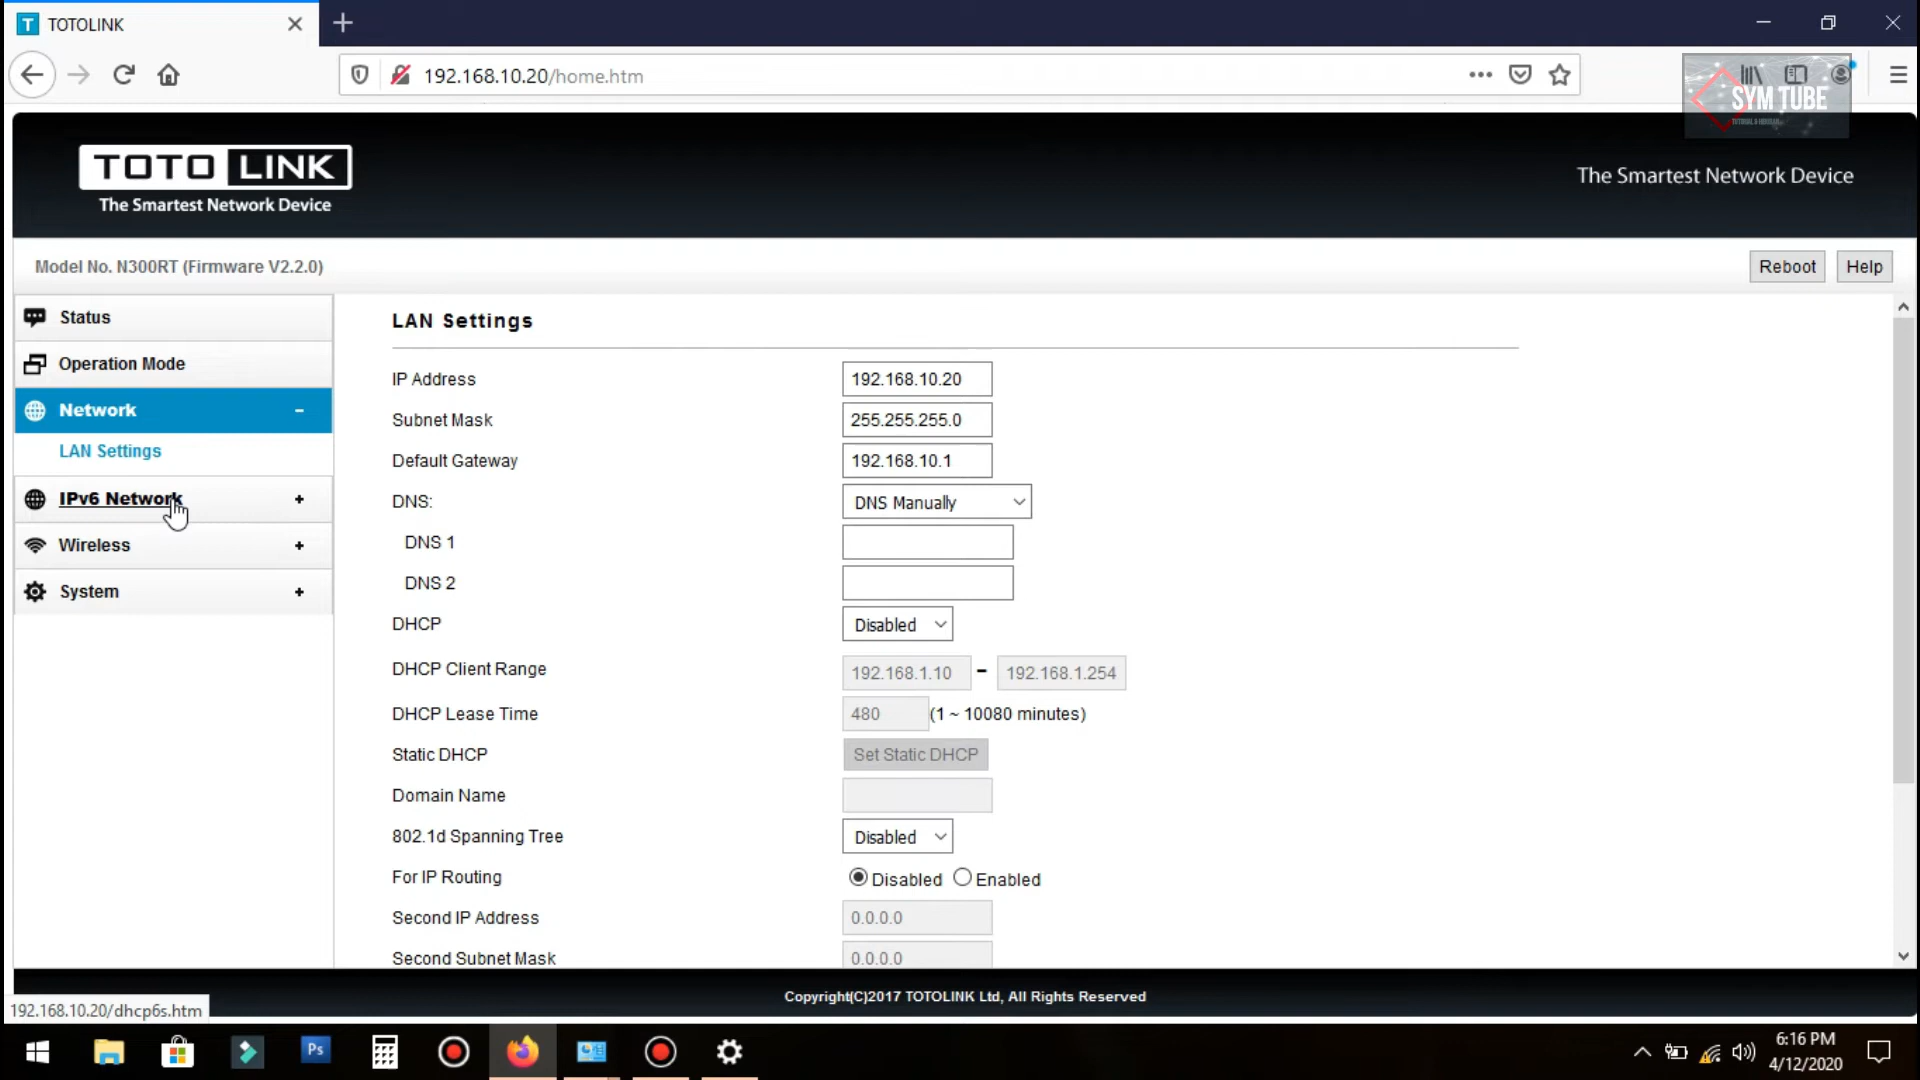 TOTOLINK
192.168.10.20/home.htm
SYM TUBE
TOTO LINK
The Smartest Network Device
The Smartest Network Device
Model No. N300RT (Firmware V2.2.0)
Reboot
Help
Status
Operation Mode
Network
LAN Settings
IPv6 Network
Wireless
System
LAN Settings
IP Address 192.168.10.20
Subnet Mask 255.255.255.0
Default Gateway 192.168.10.1
DNS: DNS Manually
DNS 1
DNS 2
DHCP Disabled
DHCP Client Range 192.168.1.10 - 192.168.1.254
DHCP Lease Time 480 (1 ~ 10080 minutes)
Static DHCP Set Static DHCP
Domain Name
802.1d Spanning Tree Disabled
For IP Routing Disabled Enabled
Second IP Address 0.0.0.0
Second Subnet Mask 0.0.0.0
Copyright(C)2017 TOTOLINK Ltd, All Rights Reserved
192.168.10.20/dhcp6s.htm
Ps
6:16 PM
4/12/2020